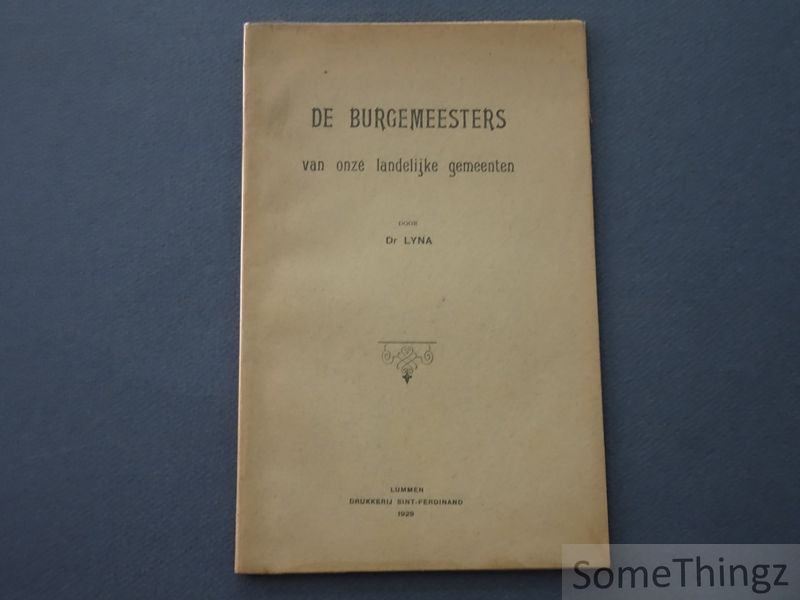 DE BURGEMEESTERS
van onze landelijke gemeenten
DOOR
Dr LYNA
LUMMEN
DRUKKERIJ SINT-FERDINAND
1929
SomeThingz